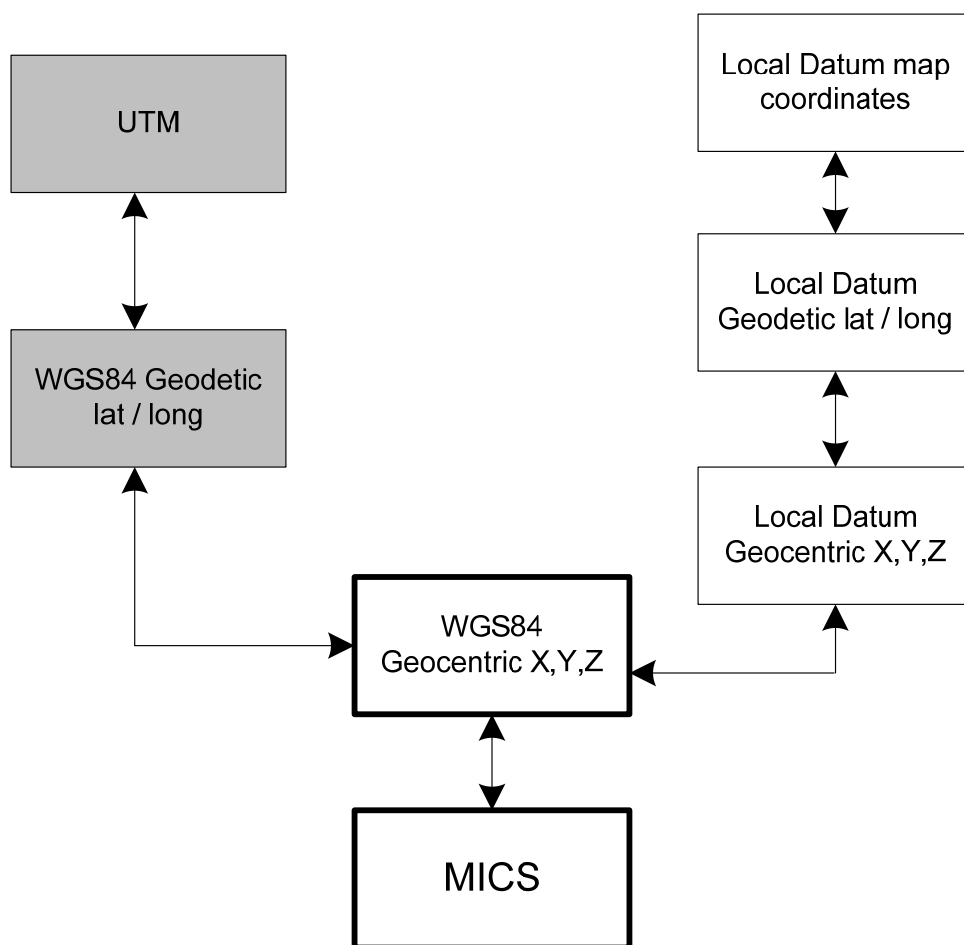 UTM
Local Datum map
coordinates
WGS84 Geodetic
lat / long
Local Datum
Geodetic lat / long
Local Datum
Geocentric X,Y,Z
WGS84
Geocentric X,Y,Z
MICS